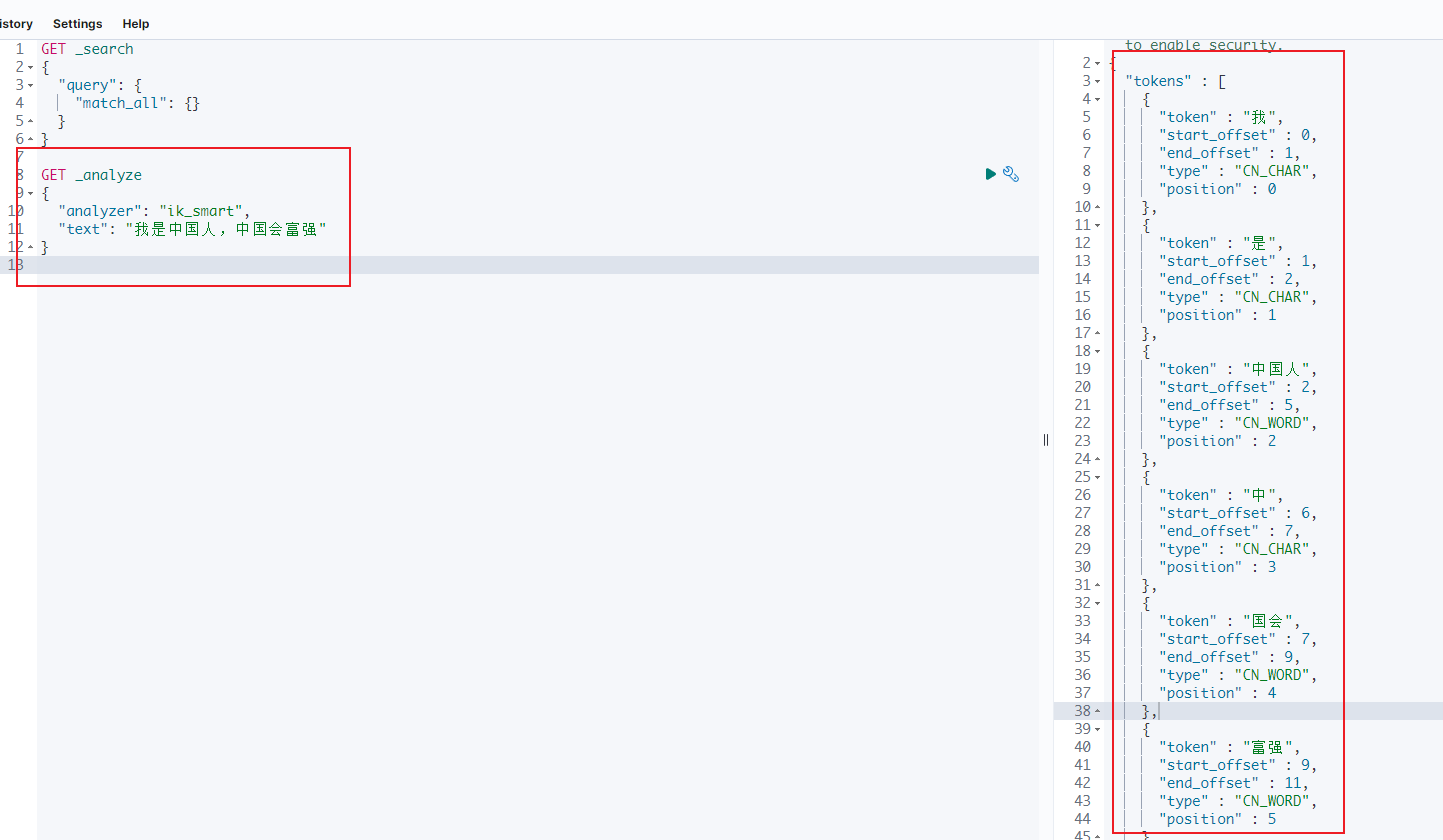 istory Settings Help
1 GET _search
2 {
3 "query": {
4 "match_all": {}
5 }
6 }
7
8 GET _analyze
9 {
10 "analyzer": "ik_smart",
11 "text": "我是中国人，中国会富强"
12 }
13
to enable security.
2 {
3 "tokens" : [
4 {
5 "token" : "我",
6 "start_offset" : 0,
7 "end_offset" : 1,
8 "type" : "CN_CHAR",
9 "position" : 0
10 },
11 {
12 "token" : "是",
13 "start_offset" : 1,
14 "end_offset" : 2,
15 "type" : "CN_CHAR",
16 "position" : 1
17 },
18 {
19 "token" : "中国人",
20 "start_offset" : 2,
21 "end_offset" : 5,
22 "type" : "CN_WORD",
23 "position" : 2
24 },
25 {
26 "token" : "中",
27 "start_offset" : 6,
28 "end_offset" : 7,
29 "type" : "CN_CHAR",
30 "position" : 3
31 },
32 {
33 "token" : "国会",
34 "start_offset" : 7,
35 "end_offset" : 9,
36 "type" : "CN_WORD",
37 "position" : 4
38 },
39 {
40 "token" : "富强",
41 "start_offset" : 9,
42 "end_offset" : 11,
43 "type" : "CN_WORD",
44 "position" : 5
45 }